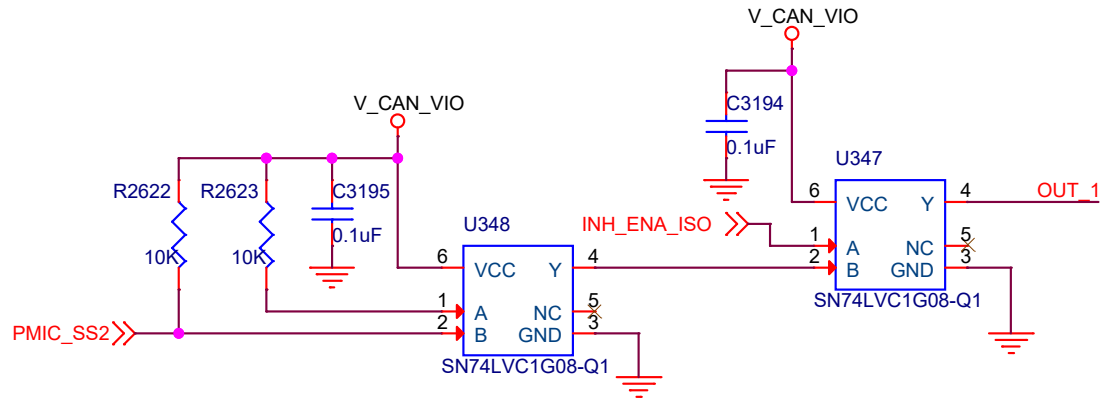 V_CAN_VIO
C3194
0.1uF
V_CAN_VIO
U347
R2622
R2623
C3195
6
VCC
Y
4
OUT_1
10K
10K
0.1uF
U348
INH_ENA_ISO
1
A
NC
5
6
VCC
Y
4
2
B
GND
3
SN74LVC1G08-Q1
1
A
NC
5
PMIC_SS2
2
B
GND
3
SN74LVC1G08-Q1